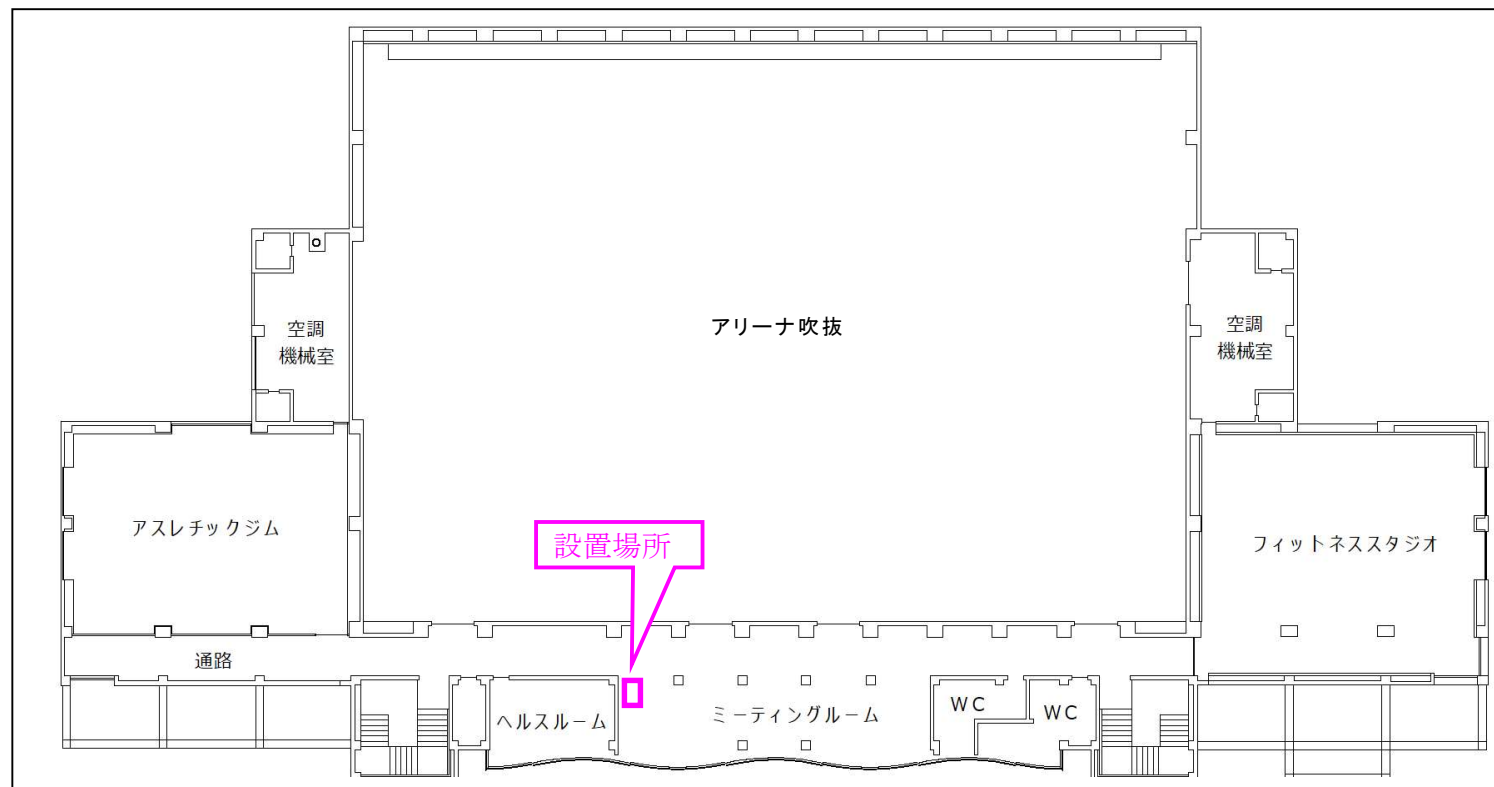 アリーナ吹抜
空調
機械室
空調
機械室
アスレチックジム
設置場所
フィットネススタジオ
通路
ヘルスルーム
ミーティングルーム
WC
WC